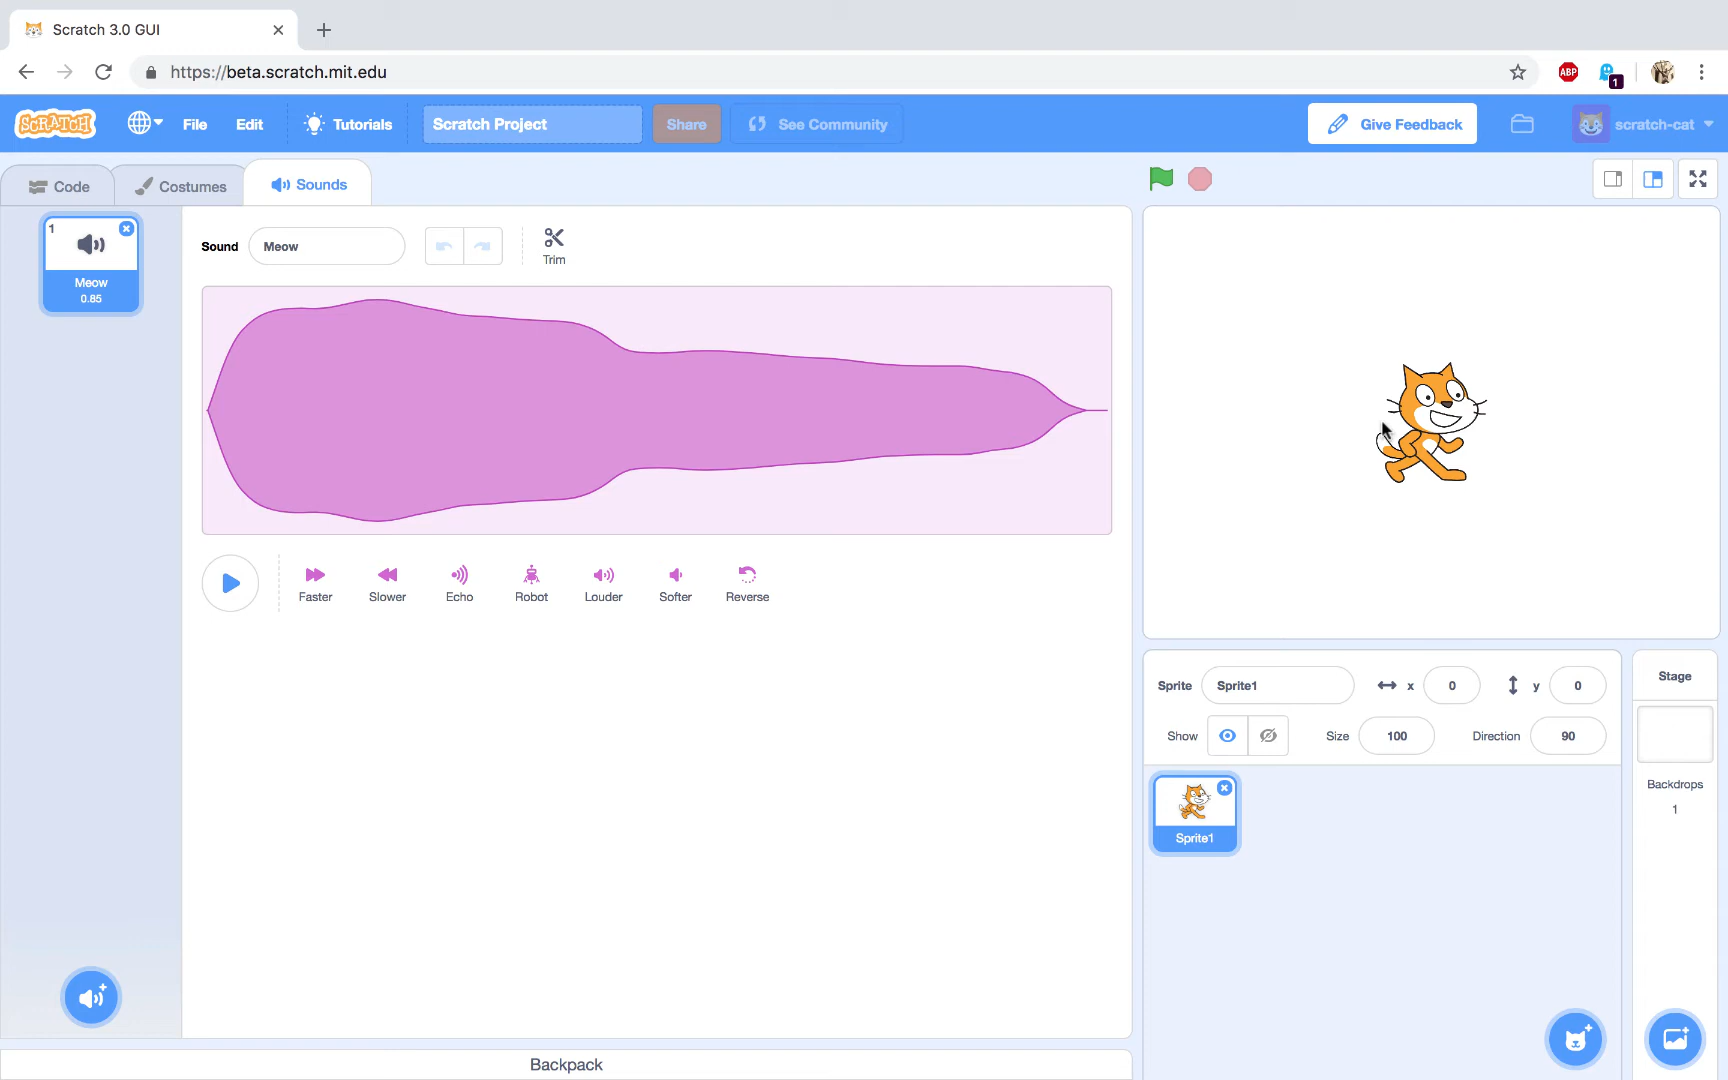 Scratch 3.0 GUI
https://beta.scratch.mit.edu
ABP
1
SCRATCH
File
Edit
Tutorials
Scratch Project
Share
See Community
Give Feedback
scratch-cat
Code
Costumes
Sounds
1
Meow
0.85
Sound
Meow
Trim
Faster
Slower
Echo
Robot
Louder
Softer
Reverse
Sprite
Sprite1
x
0
y
0
Show
Size
100
Direction
90
Sprite1
Stage
Backdrops
1
Backpack